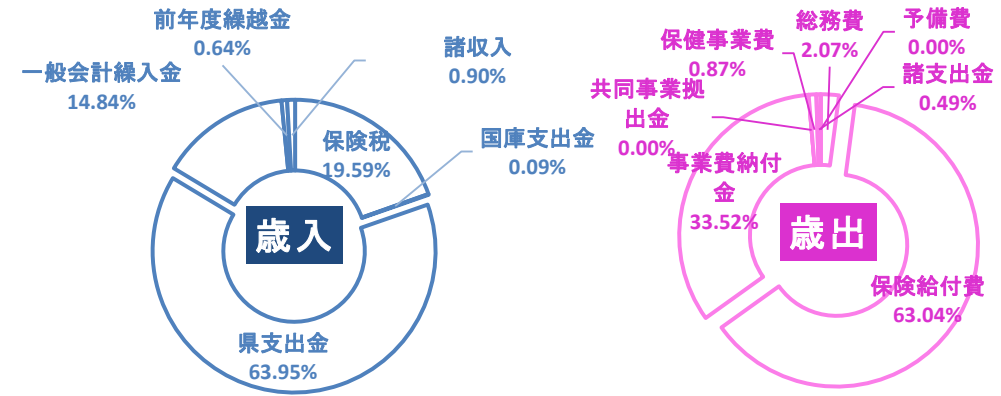 前年度繰越金
0.64%
諸収入
0.90%
一般会計繰入金
14.84%
保険税
19.59%
国庫支出金
0.09%
歳入
県支出金
63.95%
総務費
2.07%
予備費
0.00%
保健事業費
0.87%
諸支出金
0.49%
共同事業拠
出金
0.00%
事業費納付
金
33.52%
歳出
保険給付費
63.04%